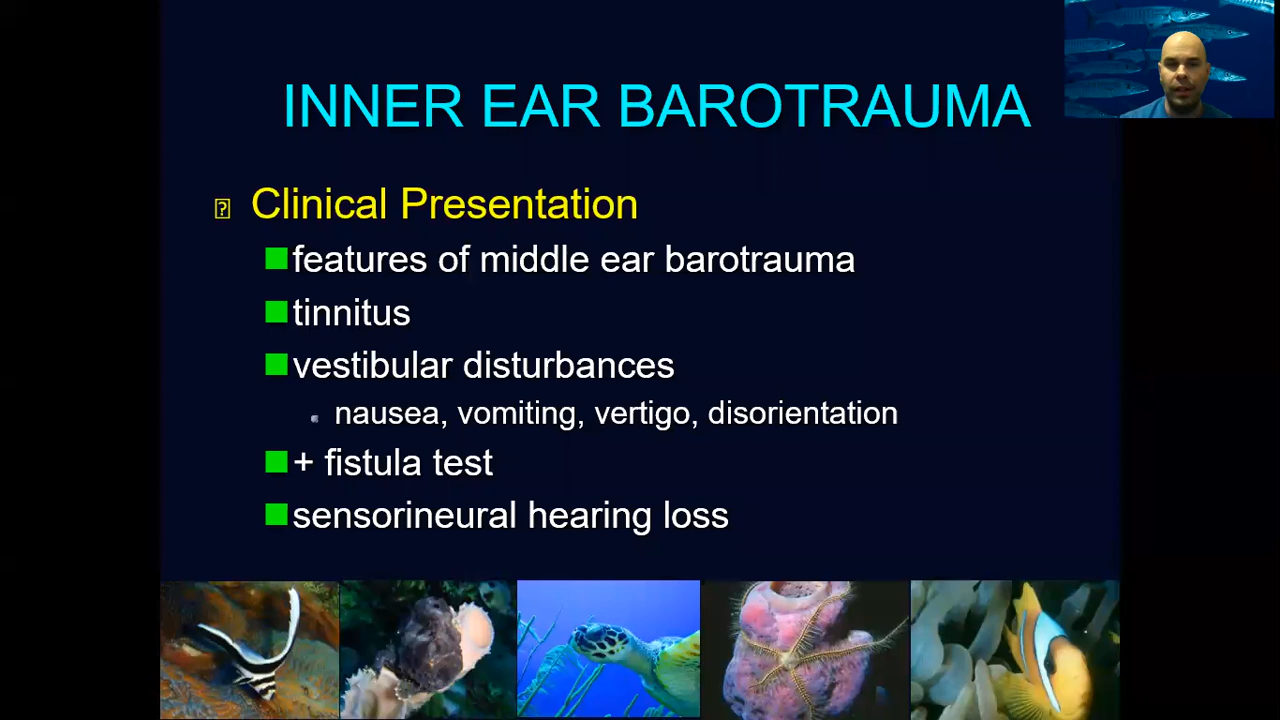 INNER EAR BAROTRAUMA
Clinical Presentation
features of middle ear barotrauma
tinnitus
vestibular disturbances
nausea, vomiting, vertigo, disorientation
+ fistula test
sensorineural hearing loss